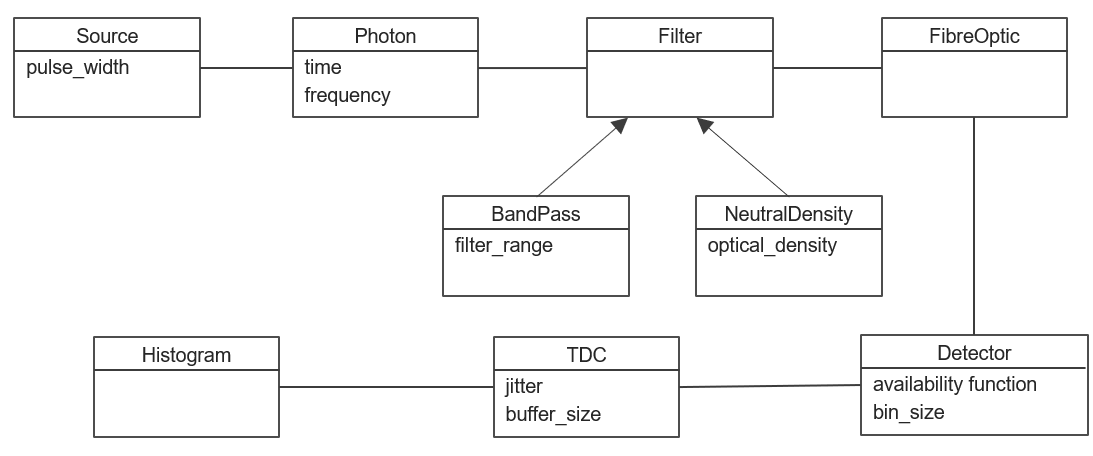 Source
pulse_width
Photon
time
frequency
Filter
FibreOptic
BandPass
filter_range
NeutralDensity
optical_density
Histogram
TDC
jitter
buffer_size
Detector
availability function
bin_size